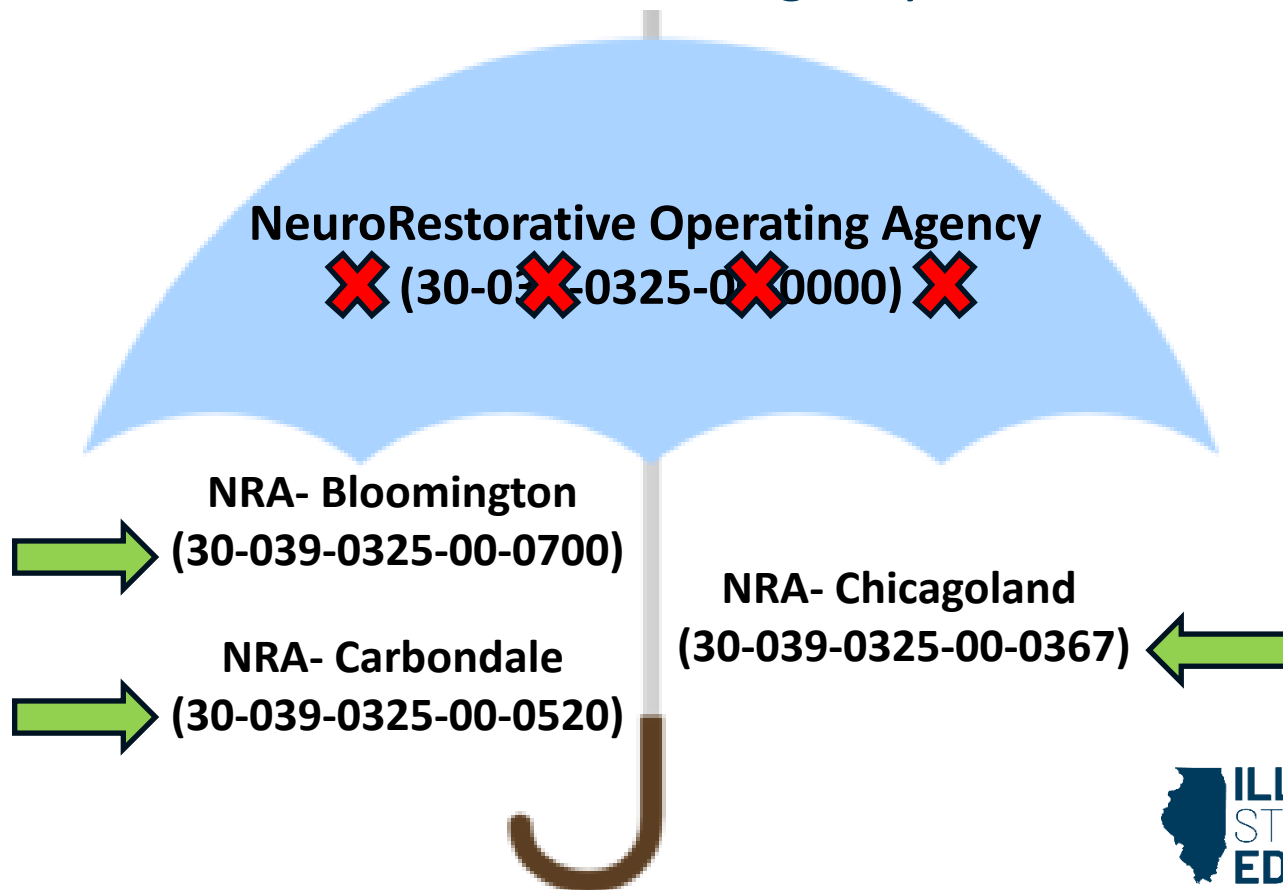 NeuroRestorative Operating Agency
NRA- Bloomington
(30-039-0325-00-0700)
NRA- Carbondale
(30-039-0325-00-0520)
NRA- Chicagoland
(30-039-0325-00-0367)